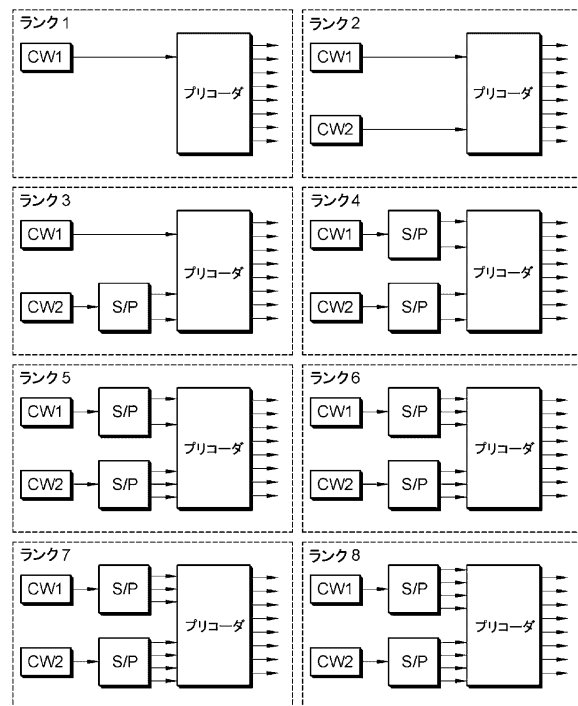 ランク1
CW1
プリコーダ
ランク2
CW1
CW2
プリコーダ
ランク3
CW1
CW2
S/P
プリコーダ
ランク4
CW1
S/P
CW2
S/P
プリコーダ
ランク5
CW1
S/P
CW2
S/P
プリコーダ
ランク6
CW1
S/P
CW2
S/P
プリコーダ
ランク7
CW1
S/P
CW2
S/P
プリコーダ
ランク8
CW1
S/P
CW2
S/P
プリコーダ